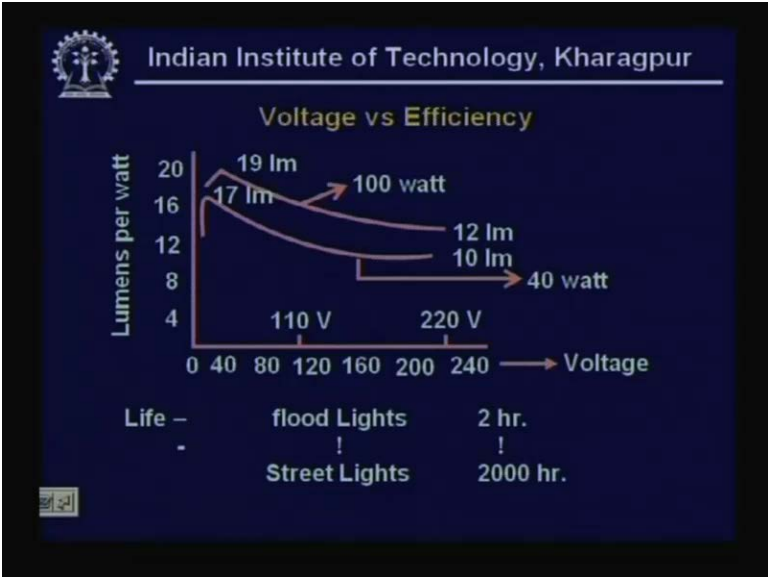 Indian Institute of Technology, Kharagpur
Voltage vs Efficiency
Lumens per watt
20
19 lm
100 watt
16
17 lm
12
12 lm
10 lm
8
40 watt
4
110 V
220 V
0 40 80 120 160 200 240
Voltage
Life – flood Lights 2 hr.
- ! !
Street Lights 2000 hr.